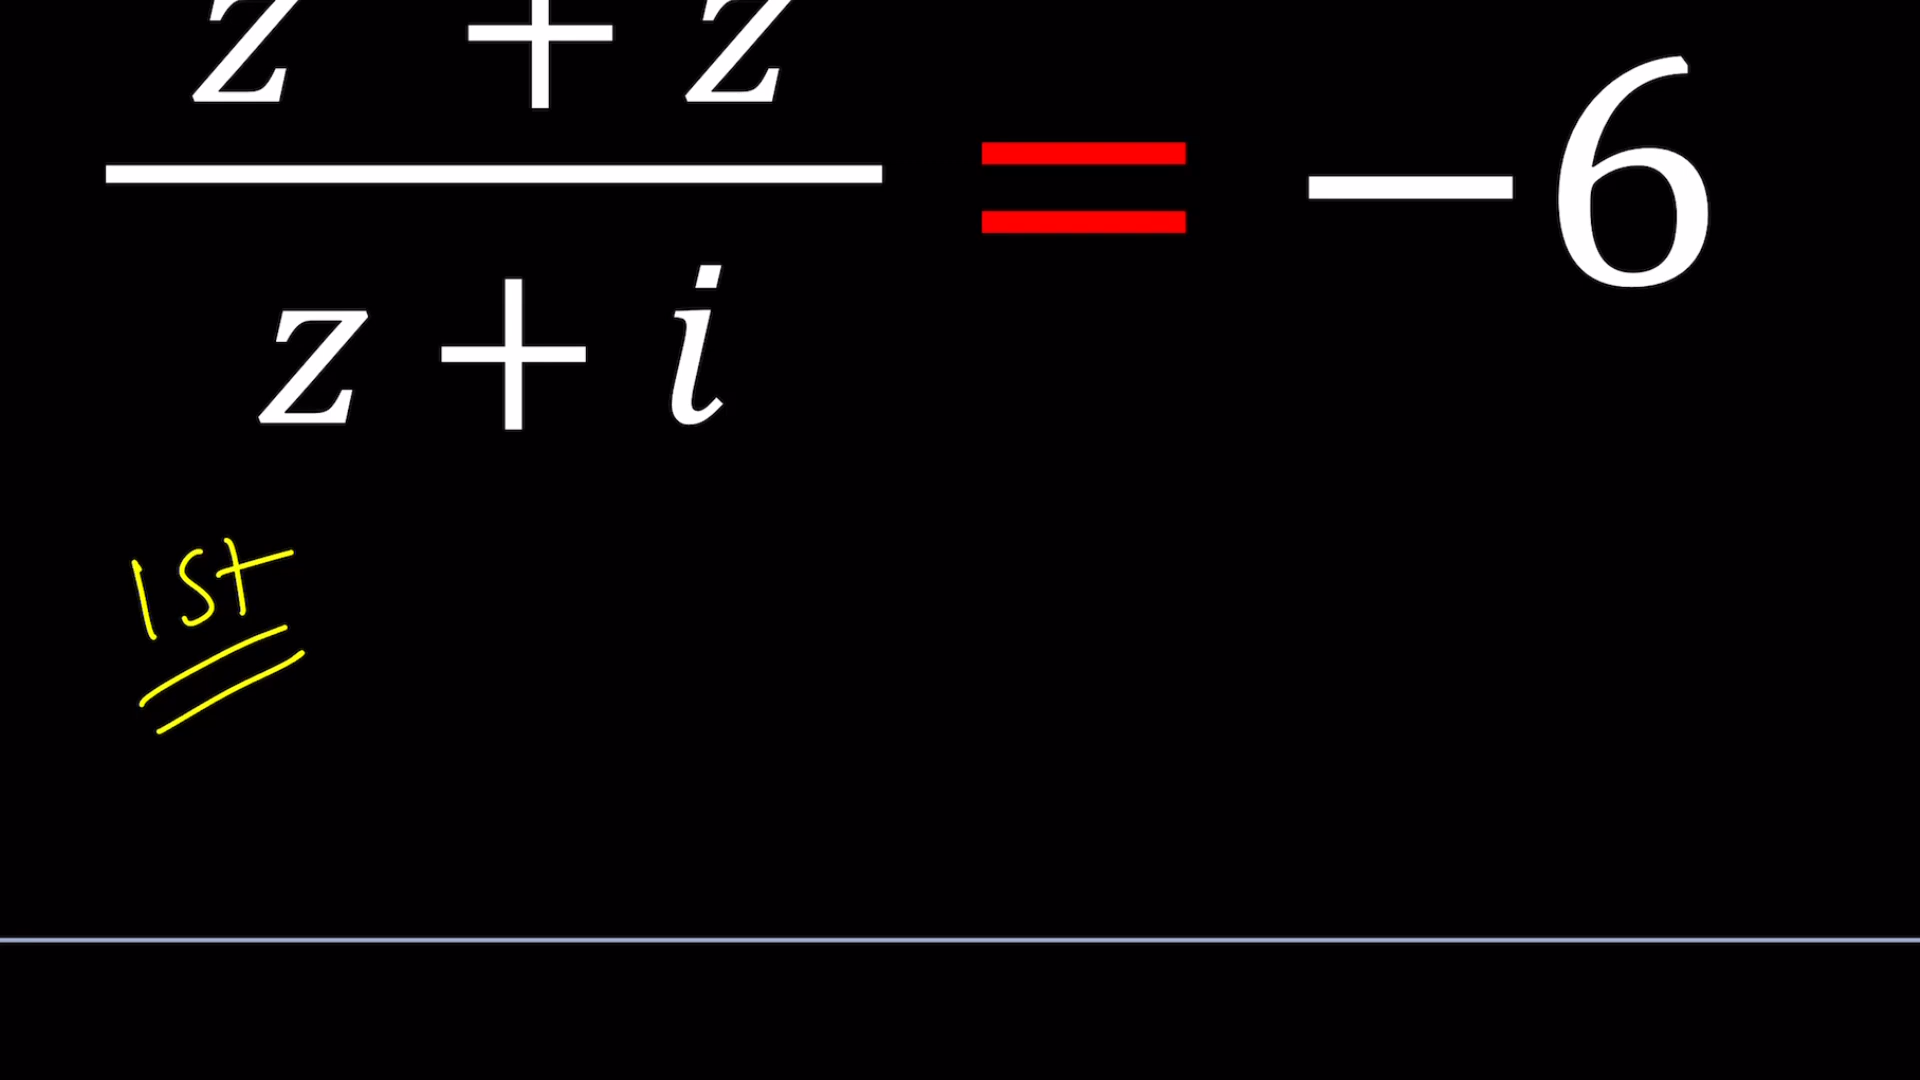 z + z
z + i
= −6
1st